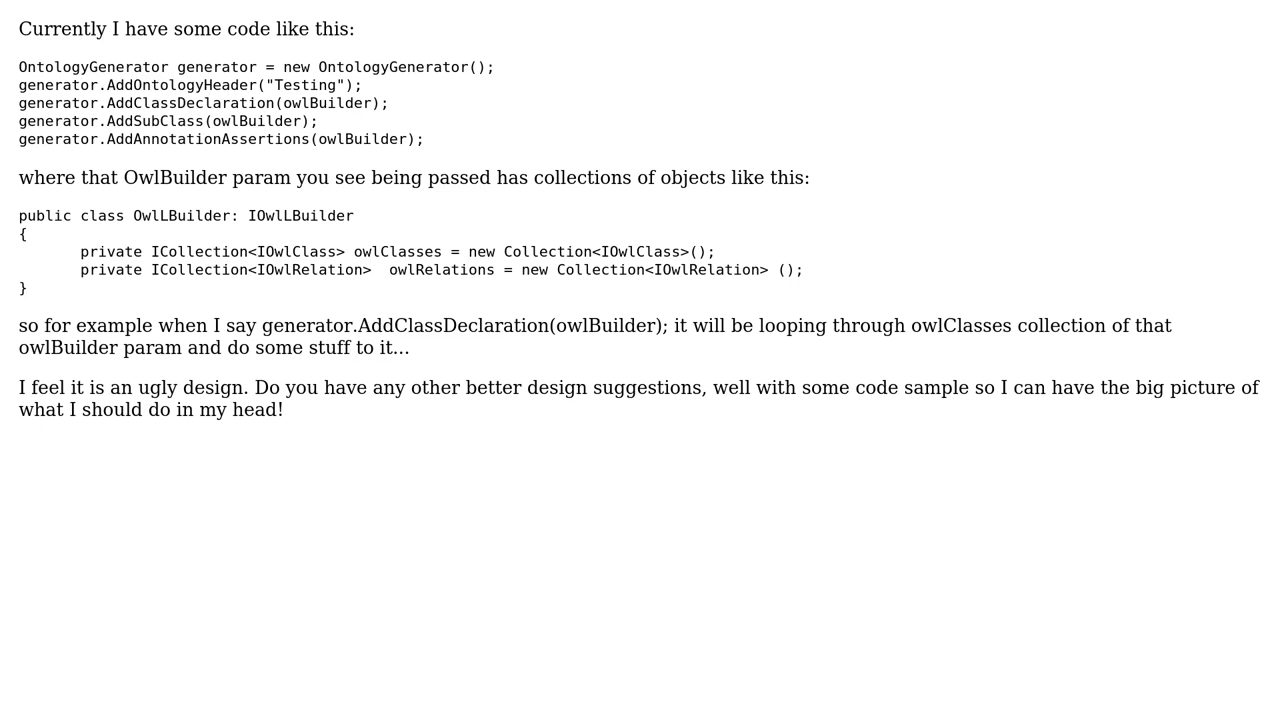 Currently I have some code like this:
OntologyGenerator generator = new OntologyGenerator();
generator.AddOntologyHeader("Testing");
generator.AddClassDeclaration(owlBuilder);
generator.AddSubClass(owlBuilder);
generator.AddAnnotationAssertions(owlBuilder);
where that OwlBuilder param you see being passed has collections of objects like this:
public class OwlLBuilder: IOwlLBuilder
{
       private ICollection<IOwlClass> owlClasses = new Collection<IOwlClass>();
       private ICollection<IOwlRelation>  owlRelations = new Collection<IOwlRelation> ();
}
so for example when I say generator.AddClassDeclaration(owlBuilder); it will be looping through owlClasses collection of that
owlBuilder param and do some stuff to it...
I feel it is an ugly design. Do you have any other better design suggestions, well with some code sample so I can have the big picture of
what I should do in my head!